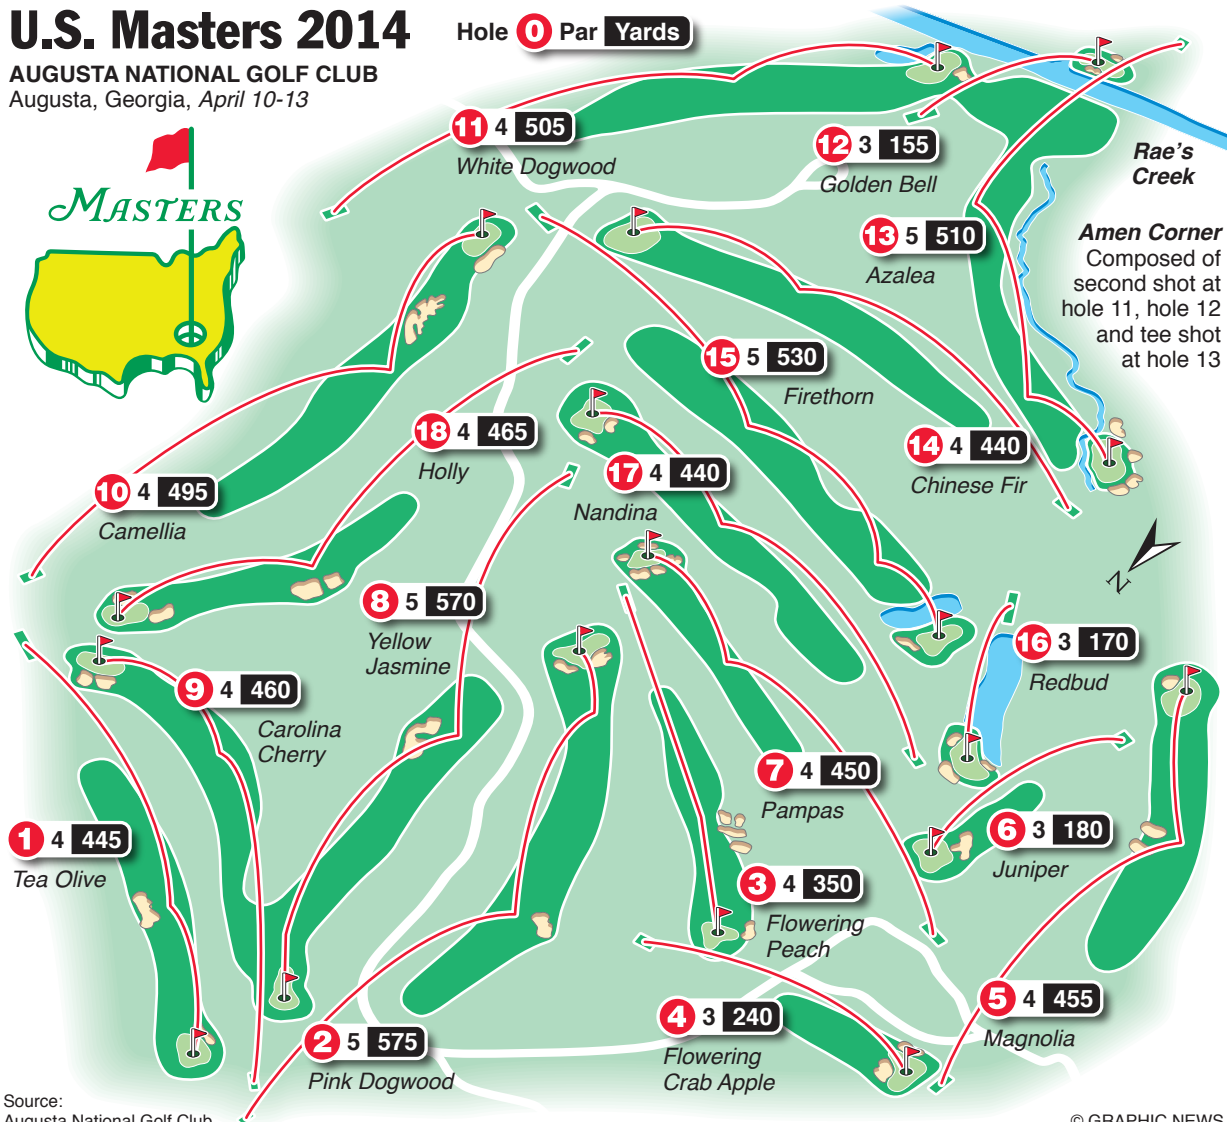 U.S. Masters 2014
AUGUSTA NATIONAL GOLF CLUB
Augusta, Georgia, April 10-13
Hole 0 Par Yards
MASTERS
11 4 505
White Dogwood
12 3 155
Golden Bell
Rae's
Creek
13 5 510
Azalea
Amen Corner
Composed of
second shot at
hole 11, hole 12
and tee shot
at hole 13
15 5 530
Firethorn
18 4 465
Holly
14 4 440
Chinese Fir
17 4 440
Nandina
10 4 495
Camellia
N
8 5 570
Yellow
Jasmine
16 3 170
Redbud
9 4 460
Carolina
Cherry
7 4 450
Pampas
1 4 445
Tea Olive
6 3 180
Juniper
3 4 350
Flowering
Peach
5 4 455
Magnolia
4 3 240
Flowering
Crab Apple
2 5 575
Pink Dogwood
Source:
Augusta National Golf Club
© GRAPHIC NEWS